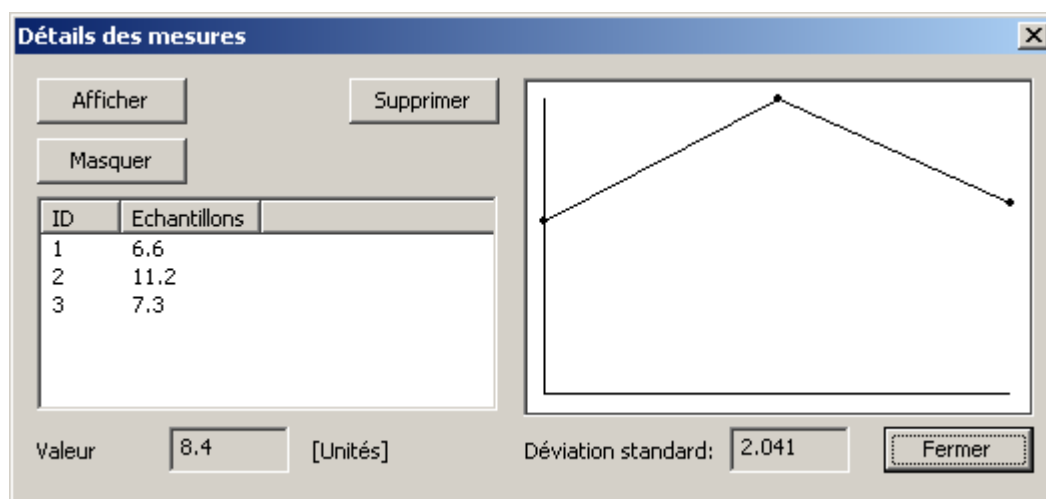 Détails des mesures
Afficher
Supprimer
Masquer
ID Echantillons
1 6.6
2 11.2
3 7.3
Valeur 8.4 [Unités]
Déviation standard: 2.041
Fermer